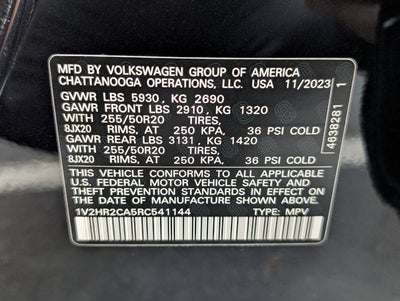 MFD BY VOLKSWAGEN GROUP OF AMERICA
CHATTANOOGA OPERATIONS, LLC. USA 11/2023
GVWR LBS 5930, KG 2690
GAWR FRONT LBS 2910, KG 1320
WITH 255/50R20 TIRES,
8JX20 RIMS, AT 250 KPA, 36 PSI COLD
GAWR REAR LBS 3131, KG 1420
WITH 255/50R20 TIRES,
8JX20 RIMS, AT 250 KPA, 36 PSI COLD
THIS VEHICLE CONFORMS TO ALL APPLICABLE
U.S. FEDERAL MOTOR VEHICLE SAFETY AND
THEFT PREVENTION STANDARDS IN EFFECT ON THE
DATE OF MANUFACTURE SHOWN ABOVE.
1V2HR2CA5RC541144 TYPE: MPV
4638281 1